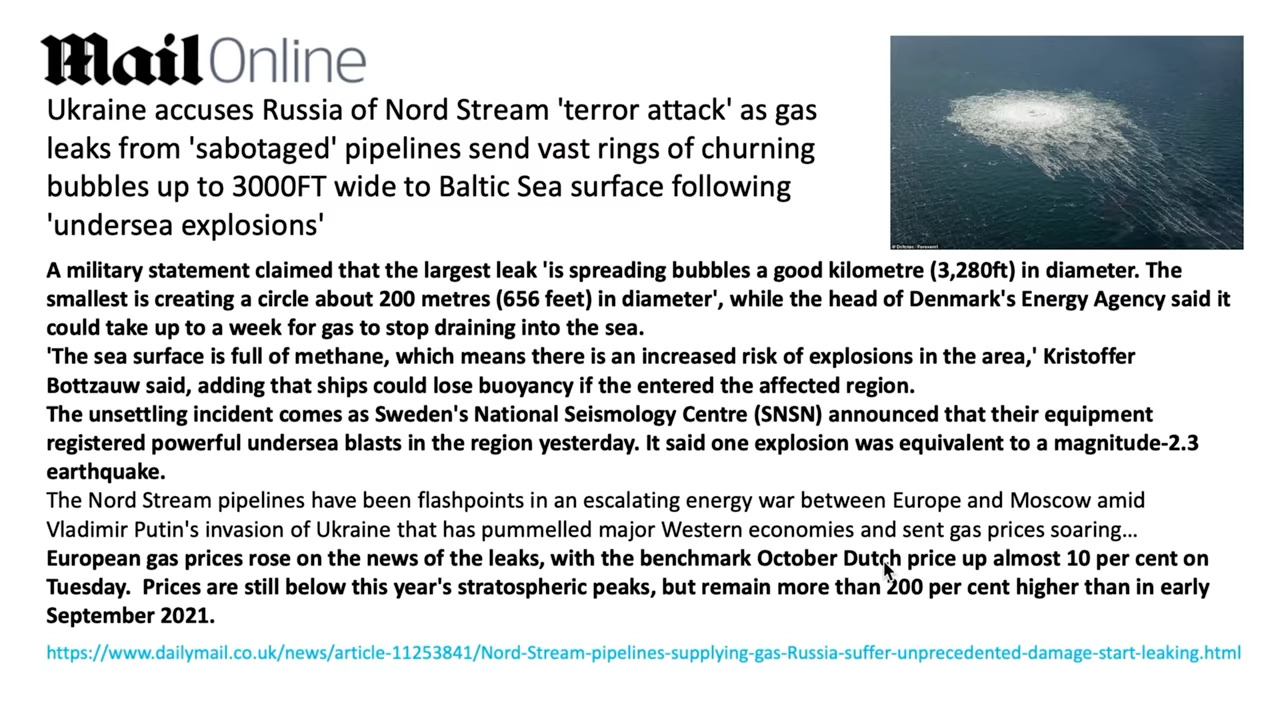 Mail Online
Ukraine accuses Russia of Nord Stream 'terror attack' as gas
leaks from 'sabotaged' pipelines send vast rings of churning
bubbles up to 3000FT wide to Baltic Sea surface following
'undersea explosions'
A military statement claimed that the largest leak 'is spreading bubbles a good kilometre (3,280ft) in diameter. The
smallest is creating a circle about 200 metres (656 feet) in diameter', while the head of Denmark's Energy Agency said it
could take up to a week for gas to stop draining into the sea.
'The sea surface is full of methane, which means there is an increased risk of explosions in the area,' Kristoffer
Bottzauw said, adding that ships could lose buoyancy if the entered the affected region.
The unsettling incident comes as Sweden's National Seismology Centre (SNSN) announced that their equipment
registered powerful undersea blasts in the region yesterday. It said one explosion was equivalent to a magnitude-2.3
earthquake.
The Nord Stream pipelines have been flashpoints in an escalating energy war between Europe and Moscow amid
Vladimir Putin's invasion of Ukraine that has pummelled major Western economies and sent gas prices soaring...
European gas prices rose on the news of the leaks, with the benchmark October Dutch price up almost 10 per cent on
Tuesday.  Prices are still below this year's stratospheric peaks, but remain more than 200 per cent higher than in early
September 2021.
https://www.dailymail.co.uk/news/article-11253841/Nord-Stream-pipelines-supplying-gas-Russia-suffer-unprecedented-damage-start-leaking.html